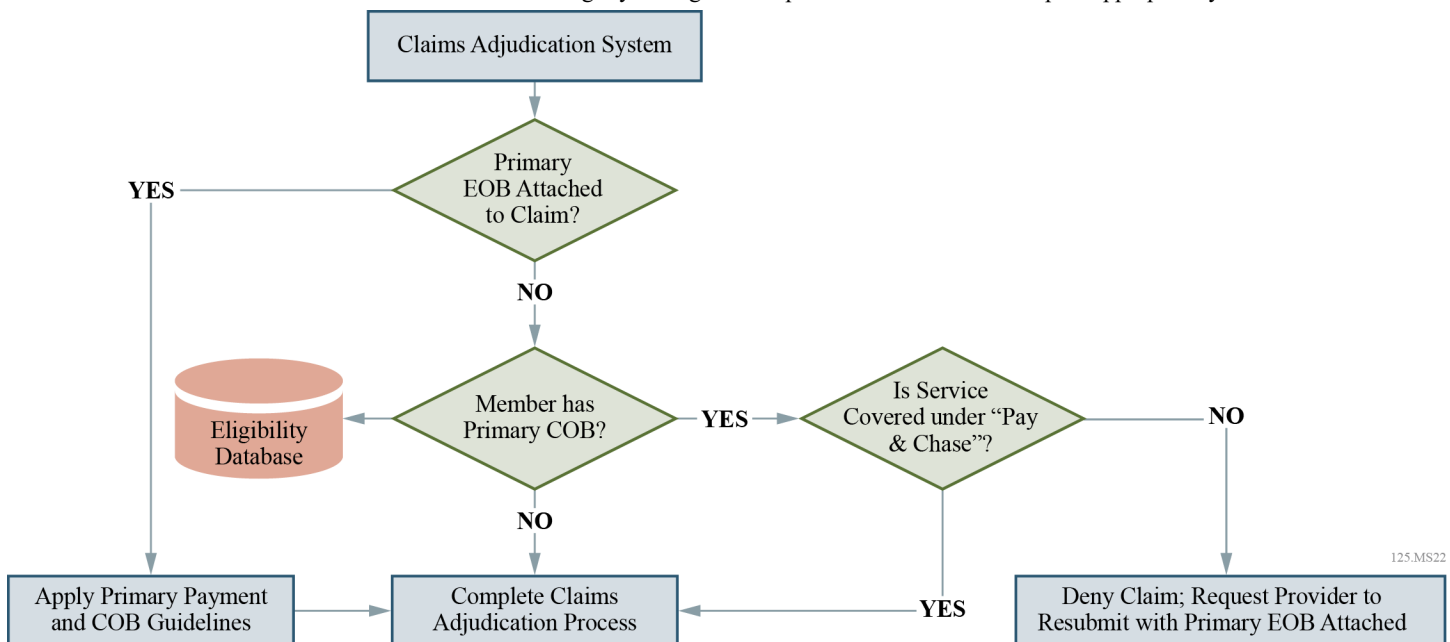 Claims Adjudication System
Primary
EOB Attached
to Claim?
YES
NO
Member has
Primary COB?
Eligibility
Database
YES
Is Service
Covered under “Pay
& Chase”?
NO
NO
YES
125.MS22
Apply Primary Payment
and COB Guidelines
Complete Claims
Adjudication Process
Deny Claim; Request Provider to
Resubmit with Primary EOB Attached